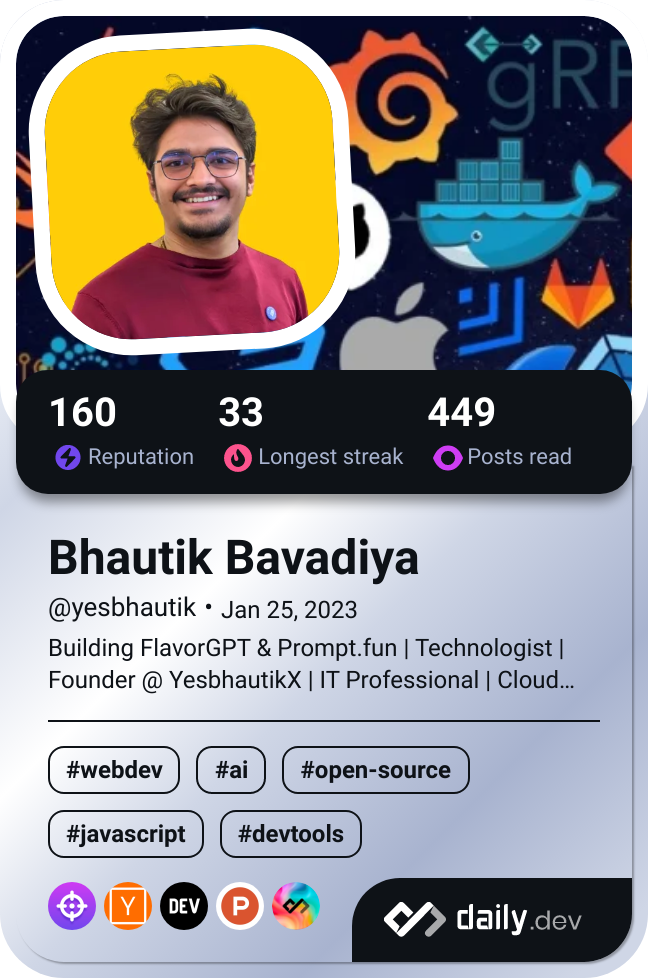 gRP
160
33
449
Reputation
Longest streak
Posts read
Bhautik Bavadiya
@yesbhautik • Jan 25, 2023
Building FlavorGPT & Prompt.fun | Technologist |
Founder @ YesbhautikX | IT Professional | Cloud...
#webdev
#ai
#open-source
#javascript
#devtools
Y
DEV
P
daily.dev